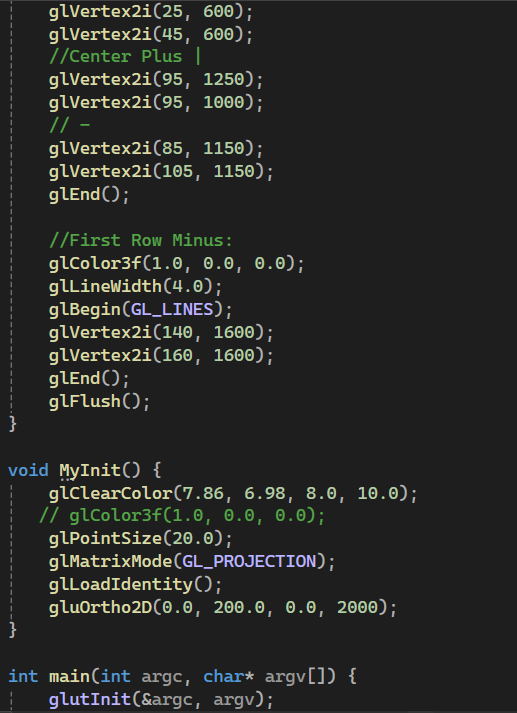 glVertex2i(25, 600);
glVertex2i(45, 600);
//Center Plus |
glVertex2i(95, 1250);
glVertex2i(95, 1000);
// -
glVertex2i(85, 1150);
glVertex2i(105, 1150);
glEnd();
//First Row Minus:
glColor3f(1.0, 0.0, 0.0);
glLineWidth(4.0);
glBegin(GL_LINES);
glVertex2i(140, 1600);
glVertex2i(160, 1600);
glEnd();
glFlush();
}
void MyInit() {
glClearColor(7.86, 6.98, 8.0, 10.0);
// glColor3f(1.0, 0.0, 0.0);
glPointSize(20.0);
glMatrixMode(GL_PROJECTION);
glLoadIdentity();
gluOrtho2D(0.0, 200.0, 0.0, 2000);
}
int main(int argc, char* argv[]) {
glutInit(&argc, argv);